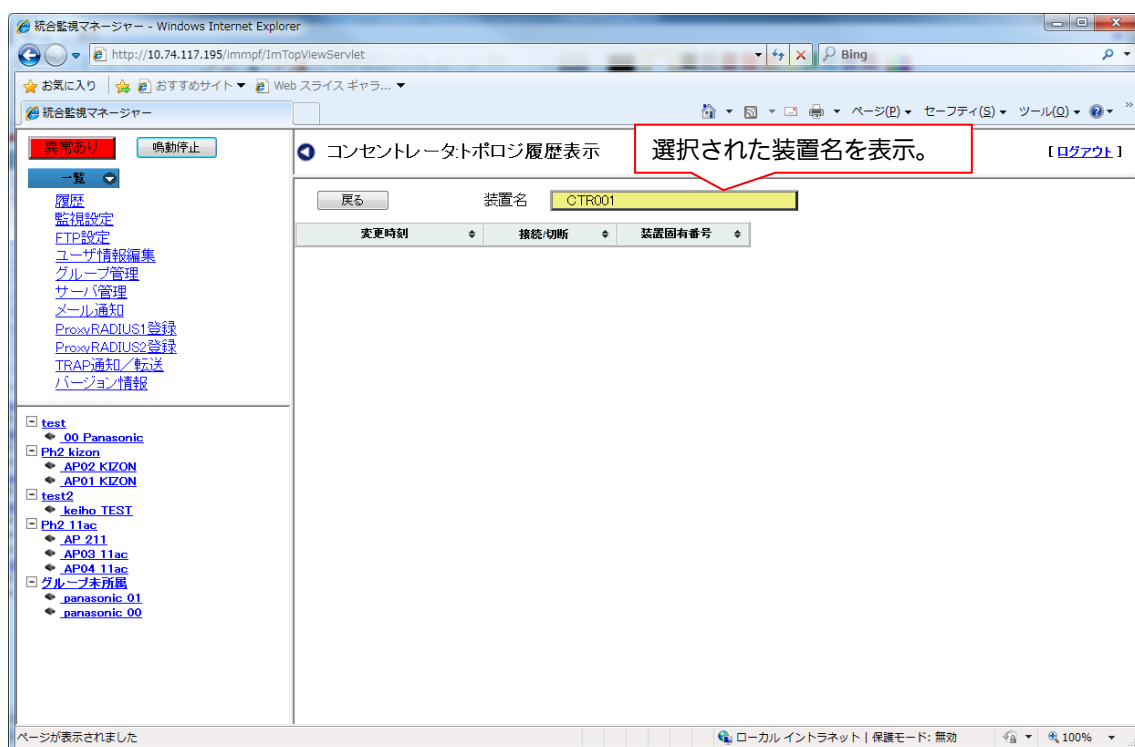 統合監視マネージャー - Windows Internet Explorer
http://10.74.117.195/immpf/ImTopViewServlet
Bing
お気に入り
おすすめサイト ▼
Web スライス ギャラ... ▼
統合監視マネージャー
ページ(P)
セーフティ(S)
ツール(O)
»
異常あり
鳴動停止
一覧
履歴
監視設定
FTP設定
ユーザ情報編集
グループ管理
サーバ管理
メール通知
ProxyRADIUS1登録
ProxyRADIUS2登録
TRAP通知/転送
バージョン情報
test
00 Panasonic
Ph2 kizon
AP02 KIZON
AP01 KIZON
test2
keiho TEST
Ph2 11ac
AP 211
AP03 11ac
AP04 11ac
グループ未所属
panasonic 01
panasonic 00
コンセントレータ:トポロジ履歴表示
選択された装置名を表示。
[ ログアウト ]
戻る
装置名 CTR001
変更時刻 接続/切断 装置固有番号
ページが表示されました
ローカル イントラネット | 保護モード: 無効
100%